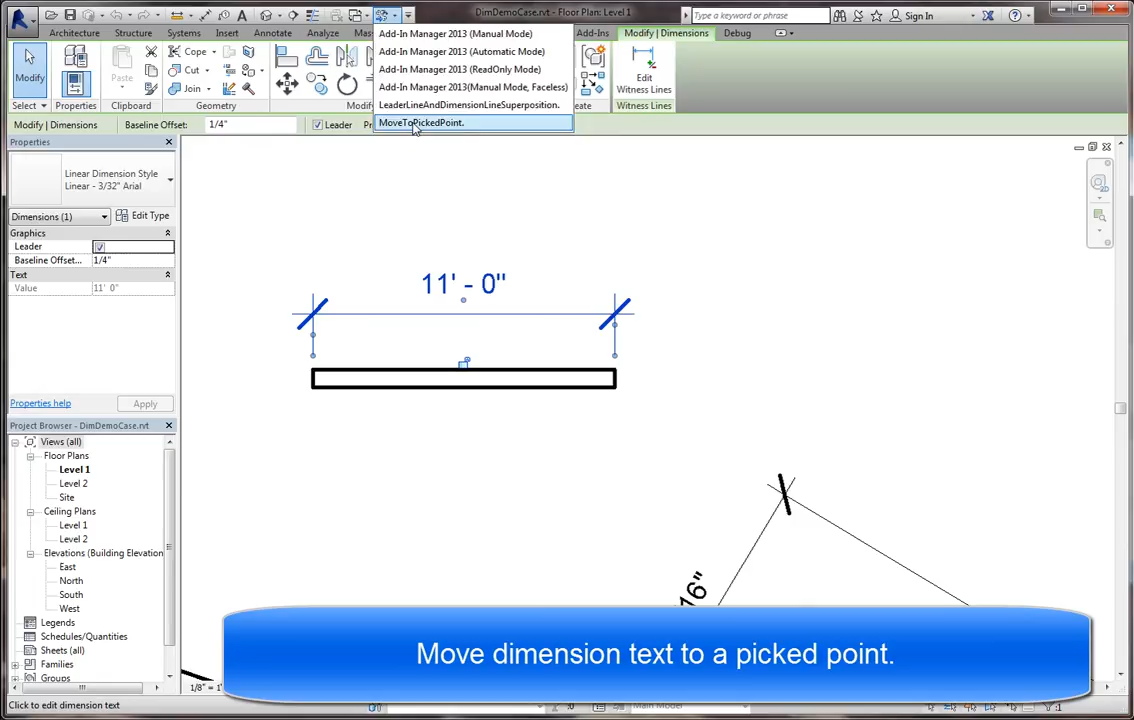 DimDemoCase.rvt - Floor Plan: Level 1
Type a keyword or phrase
Sign In
Architecture Structure Systems Insert Annotate Analyze Add-Ins Modify | Dimensions Debug
Add-In Manager 2013 (Manual Mode)
Add-In Manager 2013 (Automatic Mode)
Add-In Manager 2013 (ReadOnly Mode)
Add-In Manager 2013(Manual Mode, Faceless)
LeaderLineAndDimensionLineSuperposition.
MoveToPickedPoint.
Modify
Cut
Join
Edit
Witness Lines
Select Properties Clipboard Geometry Witness Lines
Modify | Dimensions Baseline Offset: 1/4" Leader
Properties
Linear Dimension Style
Linear - 3/32" Arial
Dimensions (1) Edit Type
Graphics
Leader
Baseline Offset... 1/4"
Text
Value 11' 0"
Properties help Apply
Project Browser - DimDemoCase.rvt
Views (all)
Floor Plans
Level 1
Level 2
Site
Ceiling Plans
Level 1
Level 2
Elevations (Building Elevation
East
North
South
West
Legends
Schedules/Quantities
Sheets (all)
Families
Groups
11' - 0"
16"
Move dimension text to a picked point.
Click to edit dimension text
Main Model